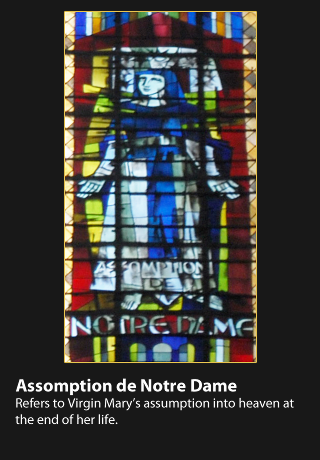 ASSOMPTION
DE
NOTRE DAME
Assomption de Notre Dame
Refers to Virgin Mary's assumption into heaven at
the end of her life.